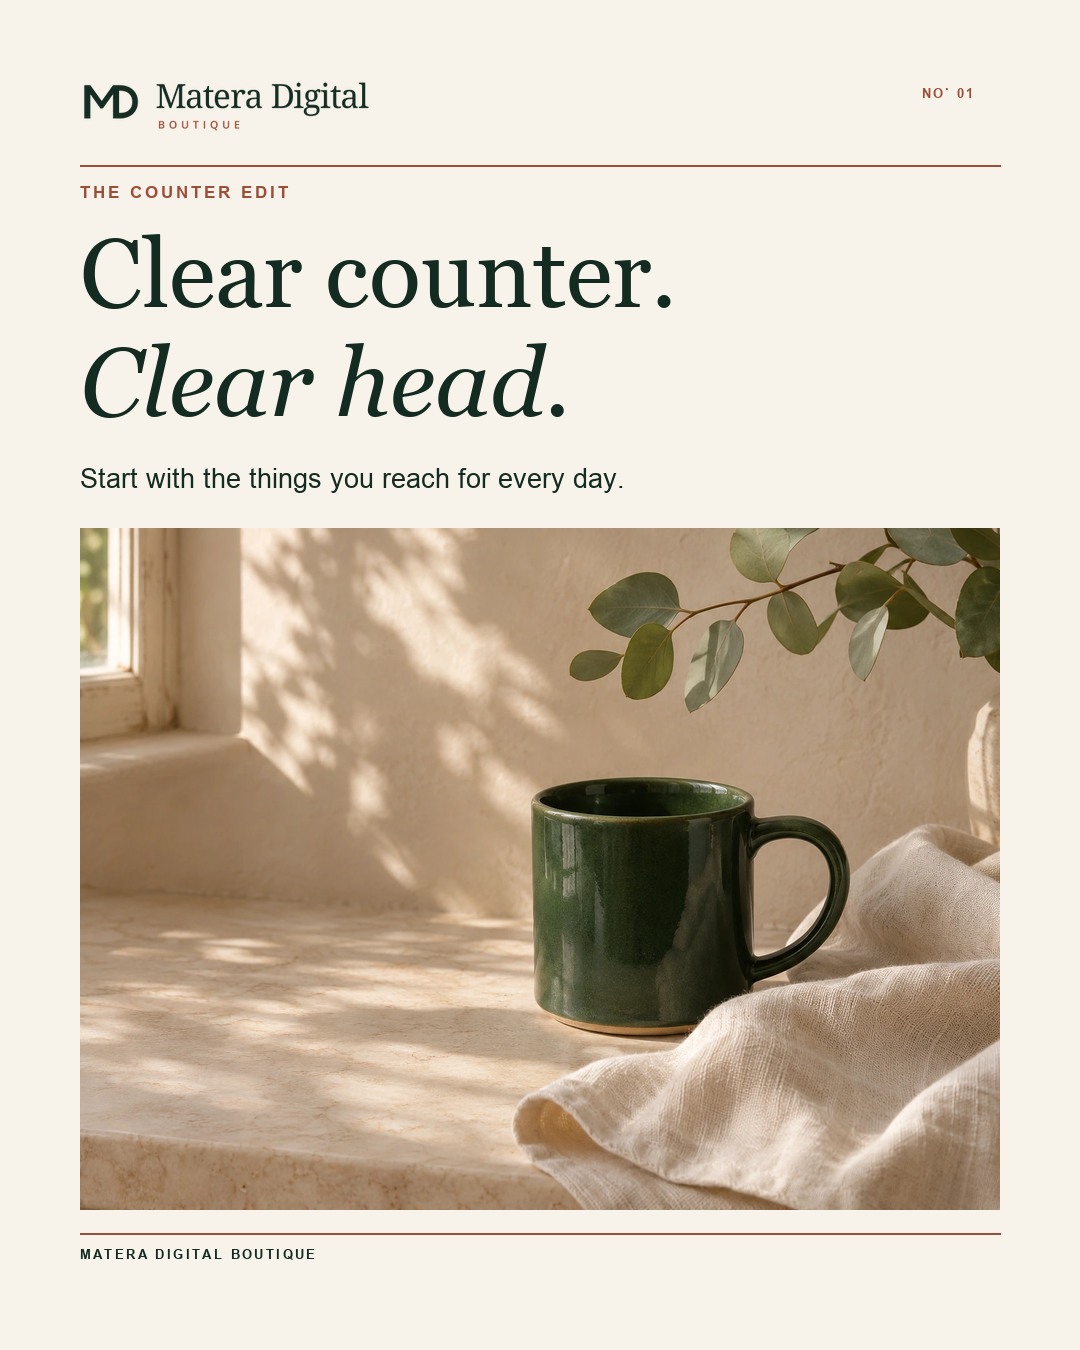 MD Matera Digital
BOUTIQUE
NO˙ 01
THE COUNTER EDIT
Clear counter.
Clear head.
Start with the things you reach for every day.
MATERA DIGITAL BOUTIQUE